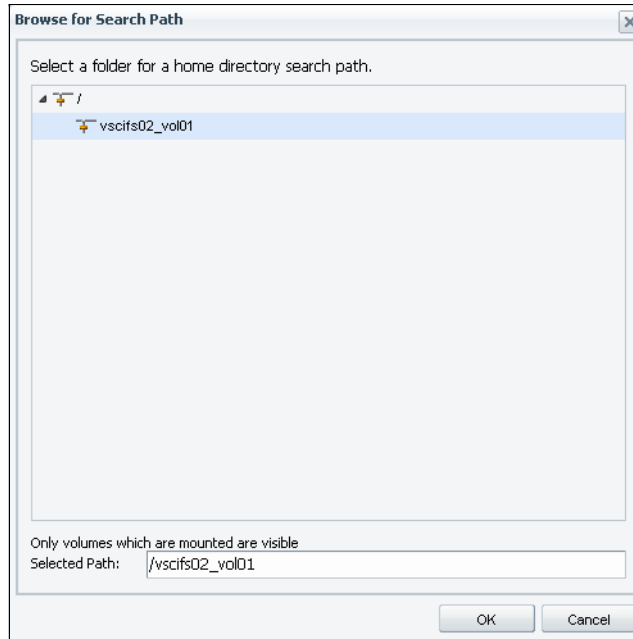 Browse for Search Path
Select a folder for a home directory search path.
/
vscifs02_vol01
Only volumes which are mounted are visible
Selected Path: /vscifs02_vol01
OK Cancel